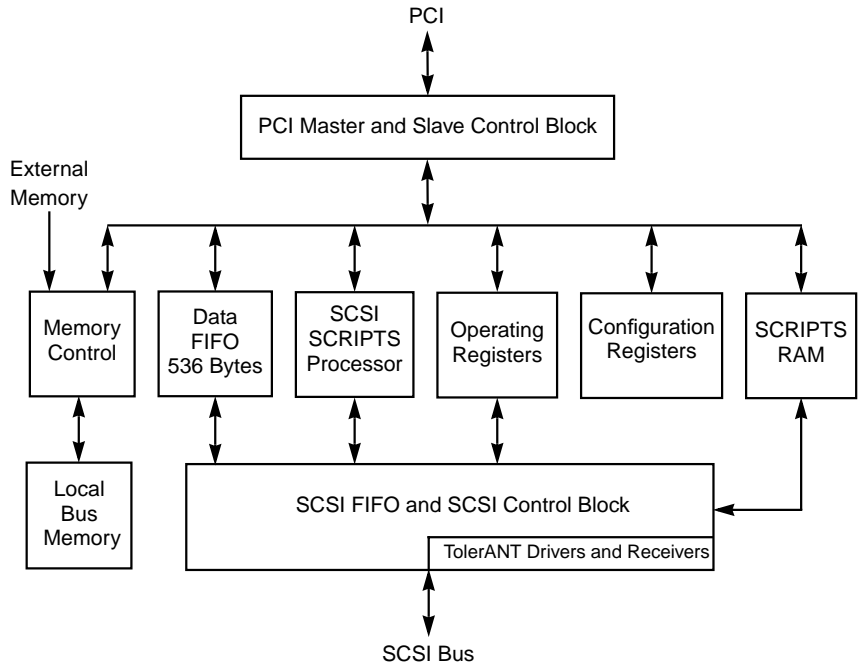 PCI
PCI Master and Slave Control Block
External
Memory
Memory
Control
Data
FIFO
536 Bytes
SCSI
SCRIPTS
Processor
Operating
Registers
Configuration
Registers
SCRIPTS
RAM
Local
Bus
Memory
SCSI FIFO and SCSI Control Block
TolerANT Drivers and Receivers
SCSI Bus